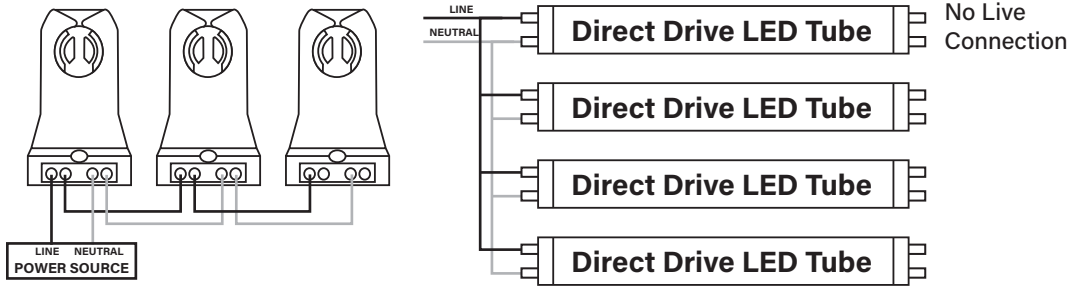 LINE NEUTRAL
POWER SOURCE
LINE
NEUTRAL
Direct Drive LED Tube
No Live
Connection
Direct Drive LED Tube
Direct Drive LED Tube
Direct Drive LED Tube